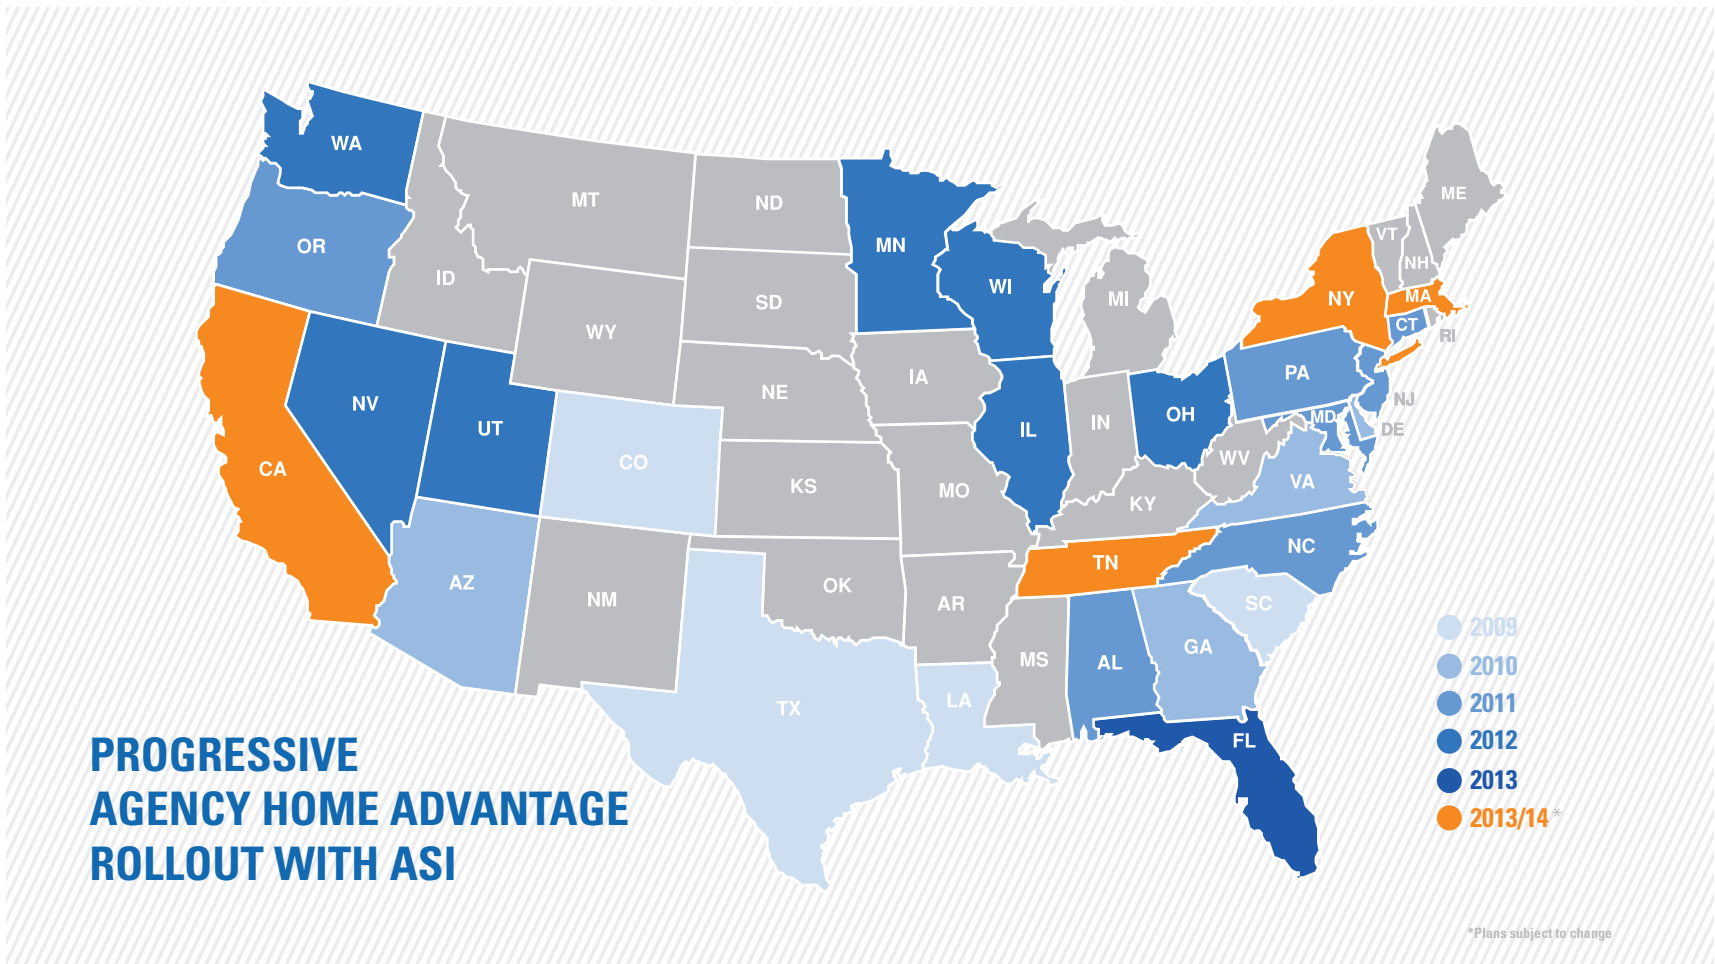 WA
MT
ND
MN
OR
ID
SD
WI
MI
ME
VT
NH
NY
MA
CT
RI
WY
NE
IA
PA
NJ
NV
UT
CO
KS
MO
IL
IN
OH
MD
DE
WV
VA
KY
CA
AZ
NM
OK
AR
TN
NC
SC
TX
LA
MS
AL
GA
FL
2009
2010
2011
2012
2013
2013/14*
PROGRESSIVE
AGENCY HOME ADVANTAGE
ROLLOUT WITH ASI
*Plans subject to change